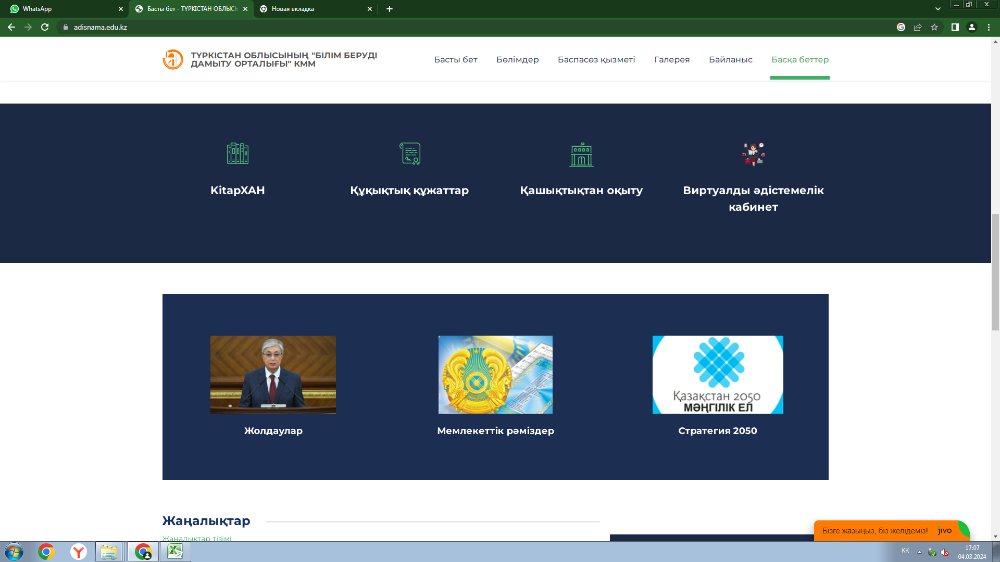 WhatsApp
Басты бет - ТҮРКІСТАН ОБЛЫСЬ
Новая вкладка
adisnama.edu.kz
ТҮРКІСТАН ОБЛЫСЫНЫҢ "БІЛІМ БЕРУДІ
ДАМЫТУ ОРТАЛЫҒЫ" КММ
Басты бет
Бөлімдер
Баспасөз қызметі
Галерея
Байланыс
Басқа беттер
KitapХАН
Құқықтық құжаттар
Қашықтықтан оқыту
Виртуалды әдістемелік
кабинет
Қазақстан 2050
МӘҢГІЛІК ЕЛ
Жолдаулар
Мемлекеттік рәміздер
Стратегия 2050
Жаңалықтар
Жаңалықтар тізімі
Бізге жазыңыз, біз желідеміз!
jivo
KK
17:07
04.03.2024